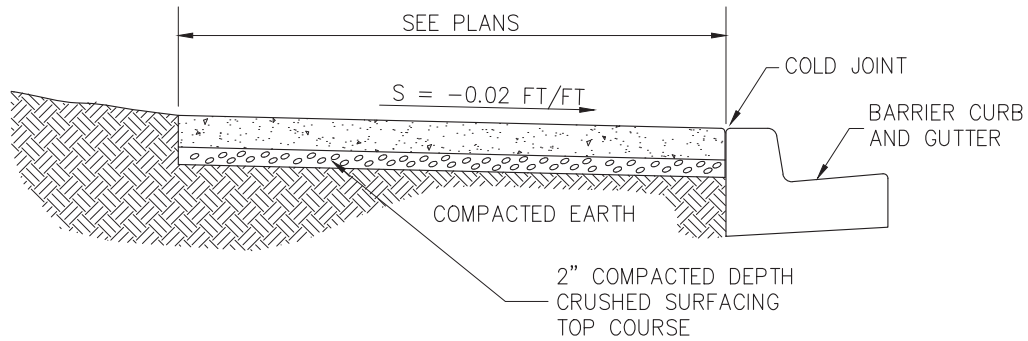 SEE PLANS
COLD JOINT
S = -0.02 FT/FT
BARRIER CURB
AND GUTTER
COMPACTED EARTH
2” COMPACTED DEPTH
CRUSHED SURFACING
TOP COURSE